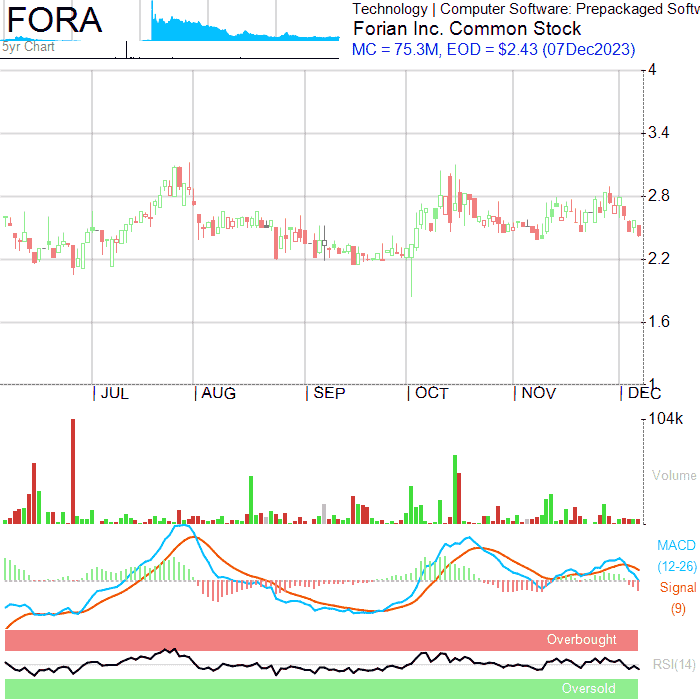 FORA
5yr Chart
Technology | Computer Software: Prepackaged Softw
Forian Inc. Common Stock
MC = 75.3M, EOD = $2.43 (07Dec2023)
4
3.4
2.8
2.2
1.6
1
JUL AUG SEP OCT NOV DEC
104k
Volume
MACD
(12-26)
Signal
(9)
Overbought
RSI(14)
Oversold